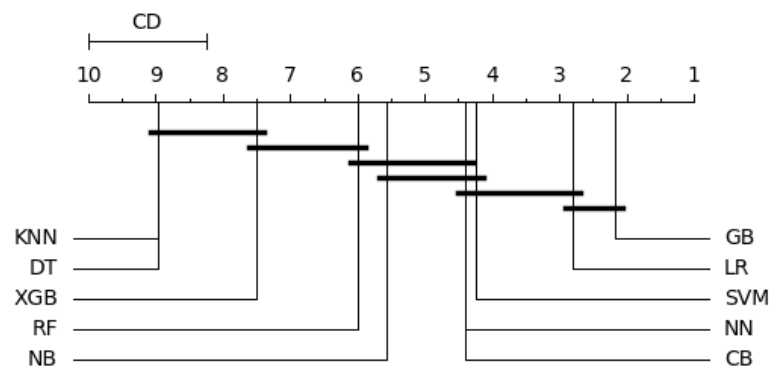 CD
10 9 8 7 6 5 4 3 2 1
KNN GB
DT LR
XGB SVM
RF NN
NB CB